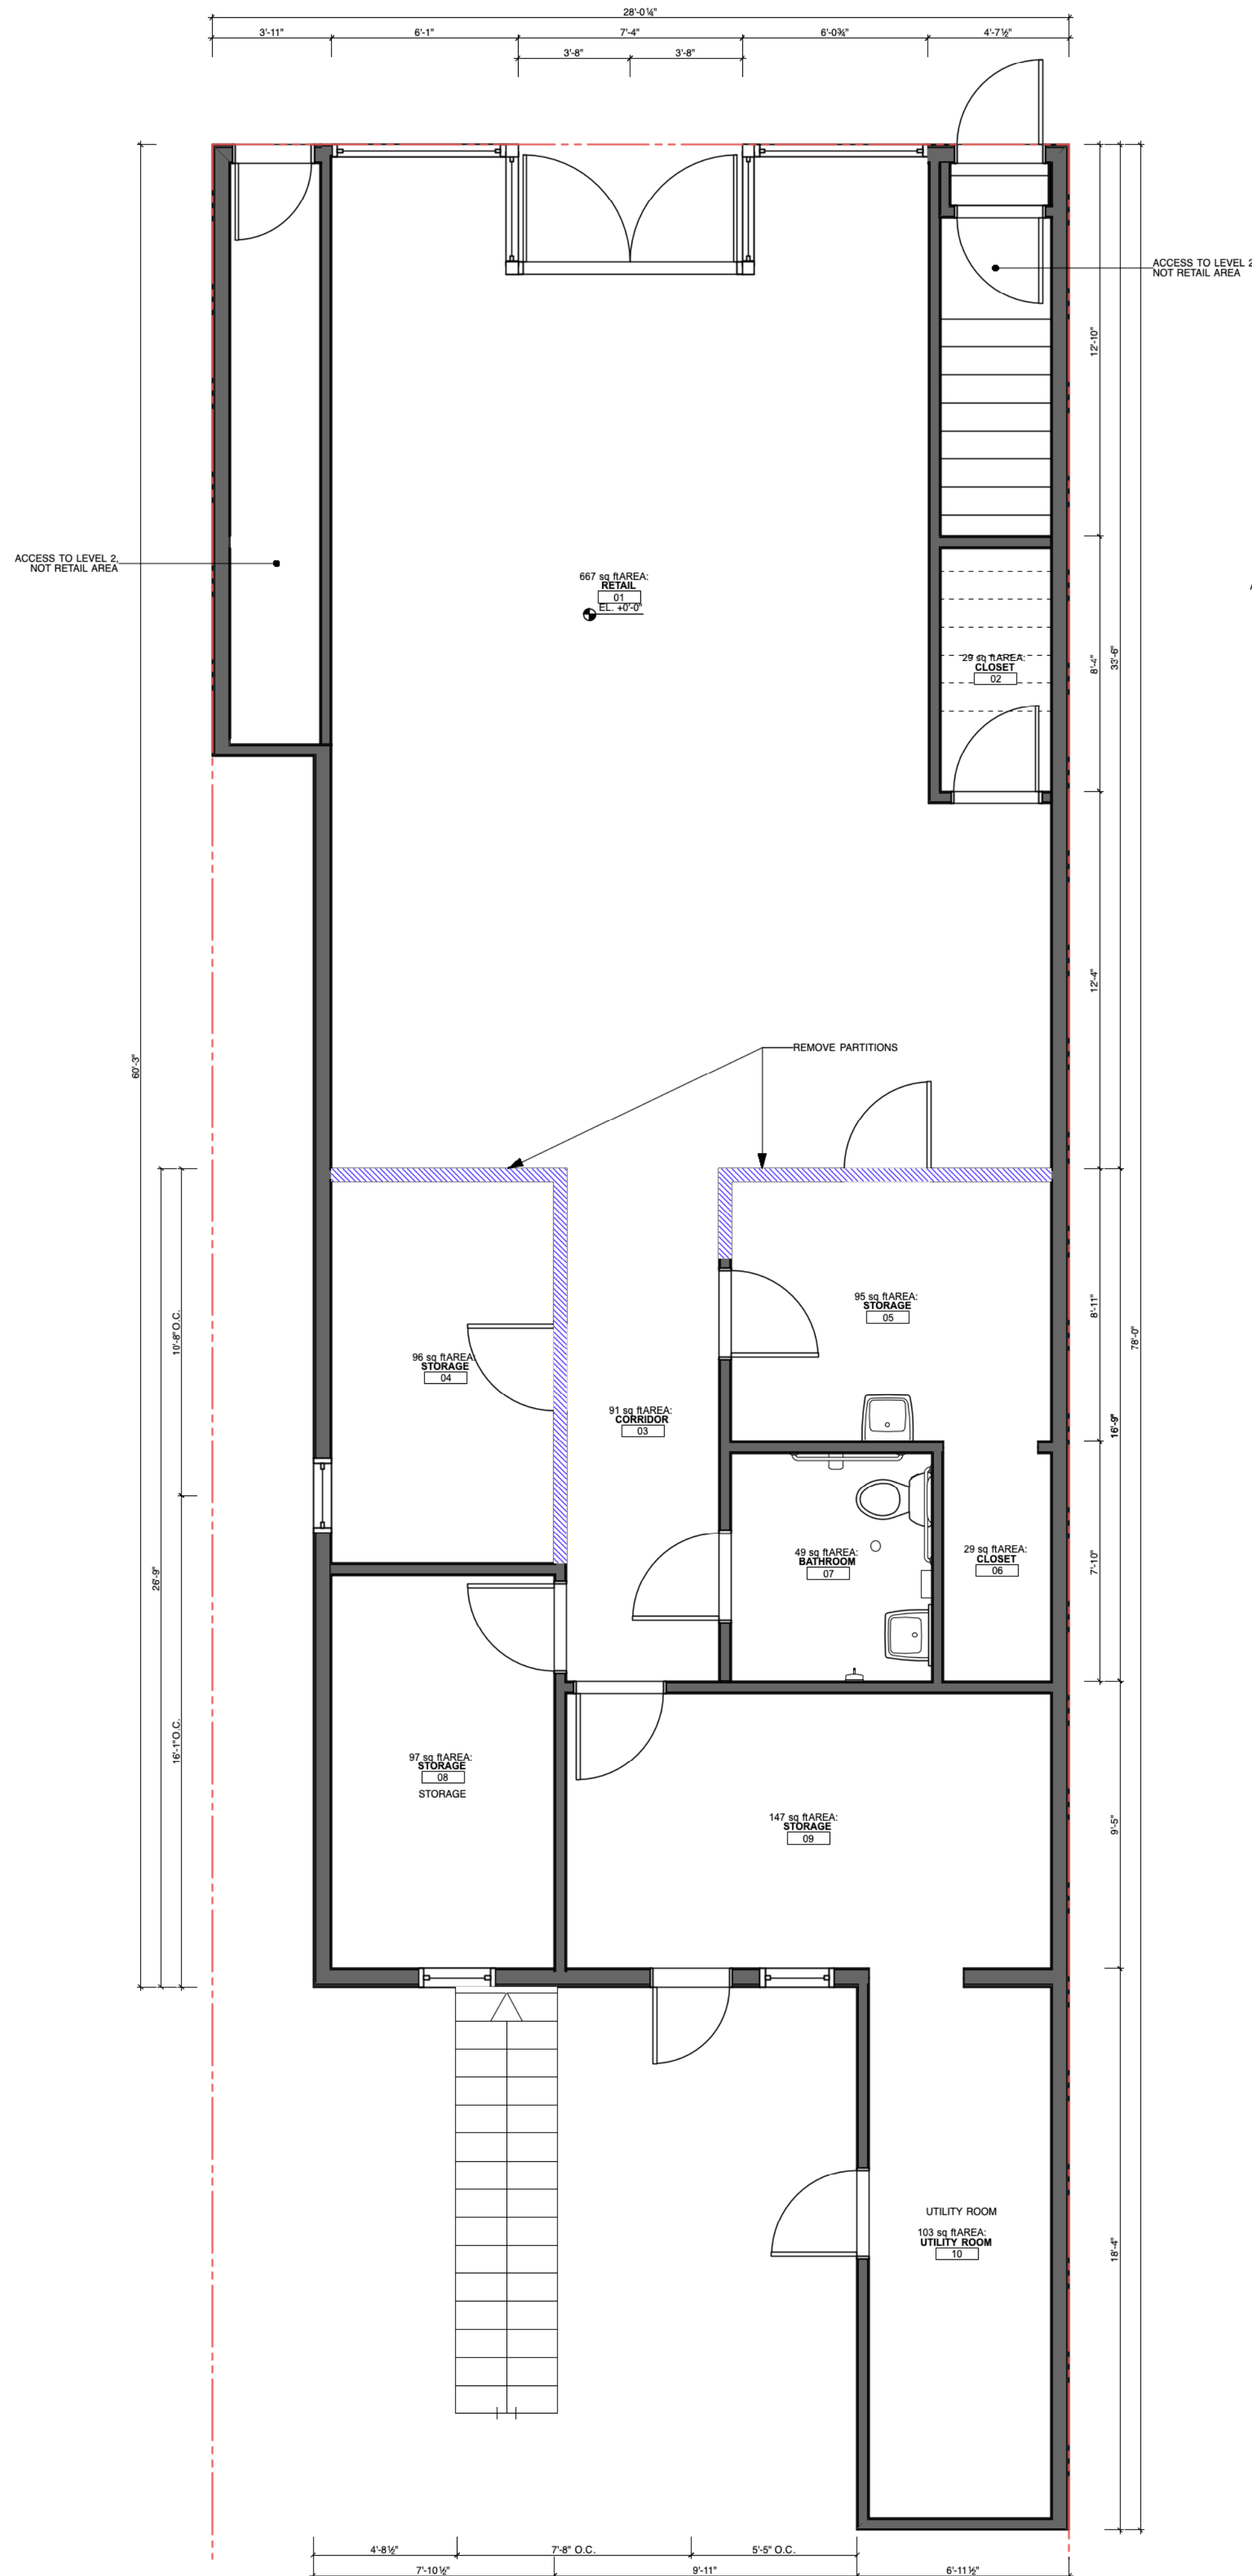 28'-0¼"
3'-11"
6'-1"
7'-4"
6'-0¾"
4'-7½"
3'-8"
3'-8"
ACCESS TO LEVEL 2
NOT RETAIL AREA
12'-10"
ACCESS TO LEVEL 2,
NOT RETAIL AREA
667 sq ftAREA:
RETAIL
01
EL. +0'-0"
29 sq ftAREA:
CLOSET
02
8'-4"
33'-6"
12'-4"
60'-3"
REMOVE PARTITIONS
95 sq ftAREA:
STORAGE
05
8'-11"
78'-0"
10'-8" O.C.
96 sq ftAREA:
STORAGE
04
91 sq ftAREA:
CORRIDOR
03
16'-9"
49 sq ftAREA:
BATHROOM
07
29 sq ftAREA:
CLOSET
06
7'-10"
26'-9"
16'-1" O.C.
97 sq ftAREA:
STORAGE
08
STORAGE
147 sq ftAREA:
STORAGE
09
9'-5"
UTILITY ROOM
103 sq ftAREA:
UTILITY ROOM
10
18'-4"
4'-8½"
7'-8" O.C.
5'-5" O.C.
7'-10½"
9'-11"
6'-11½"